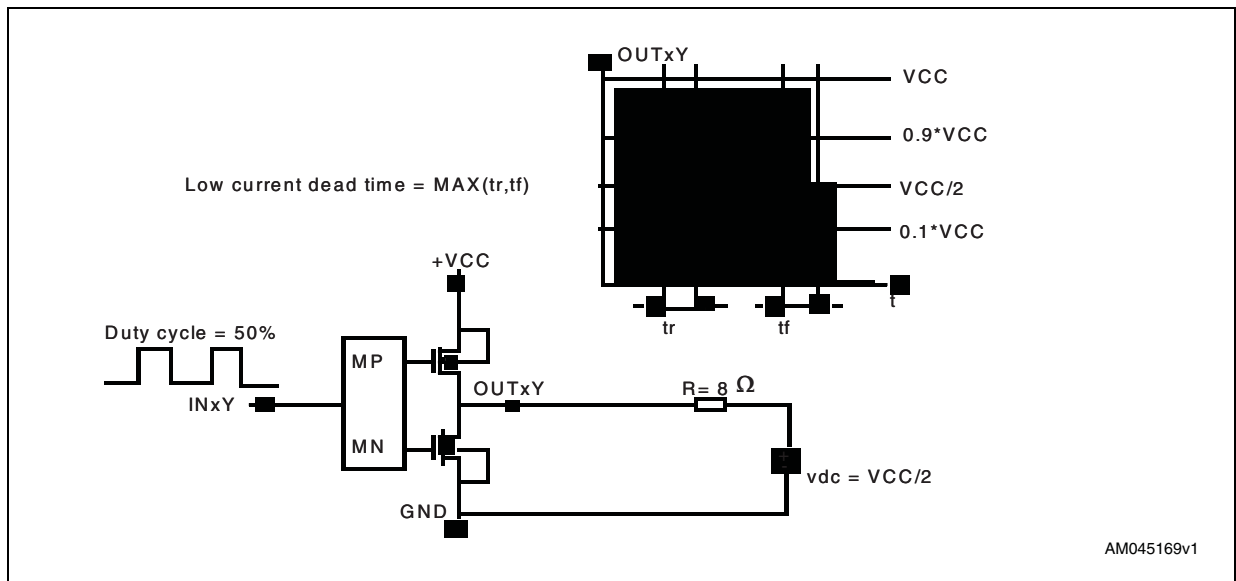 OUTxY
VCC
0.9*VCC
Low current dead time = MAX(tr,tf)
VCC/2
0.1*VCC
+VCC
t
tr
tf
Duty cycle = 50%
MP
OUTxY
R= 8 Ω
INxY
MN
+
-
vdc = VCC/2
GND
AM045169v1